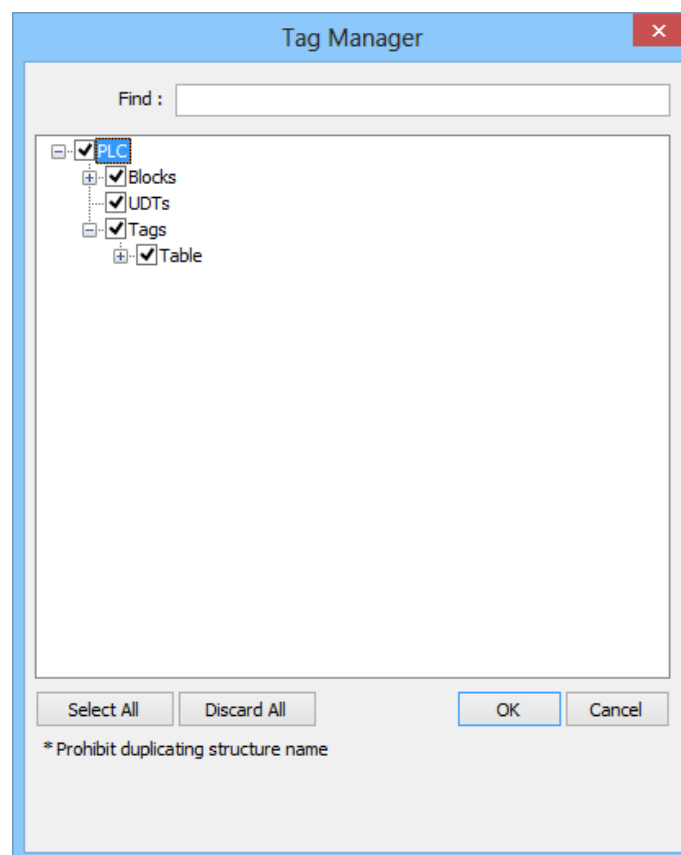 Tag Manager
Find :
PLC
Blocks
UDTs
Tags
Table
Select All Discard All OK Cancel
* Prohibit duplicating structure name